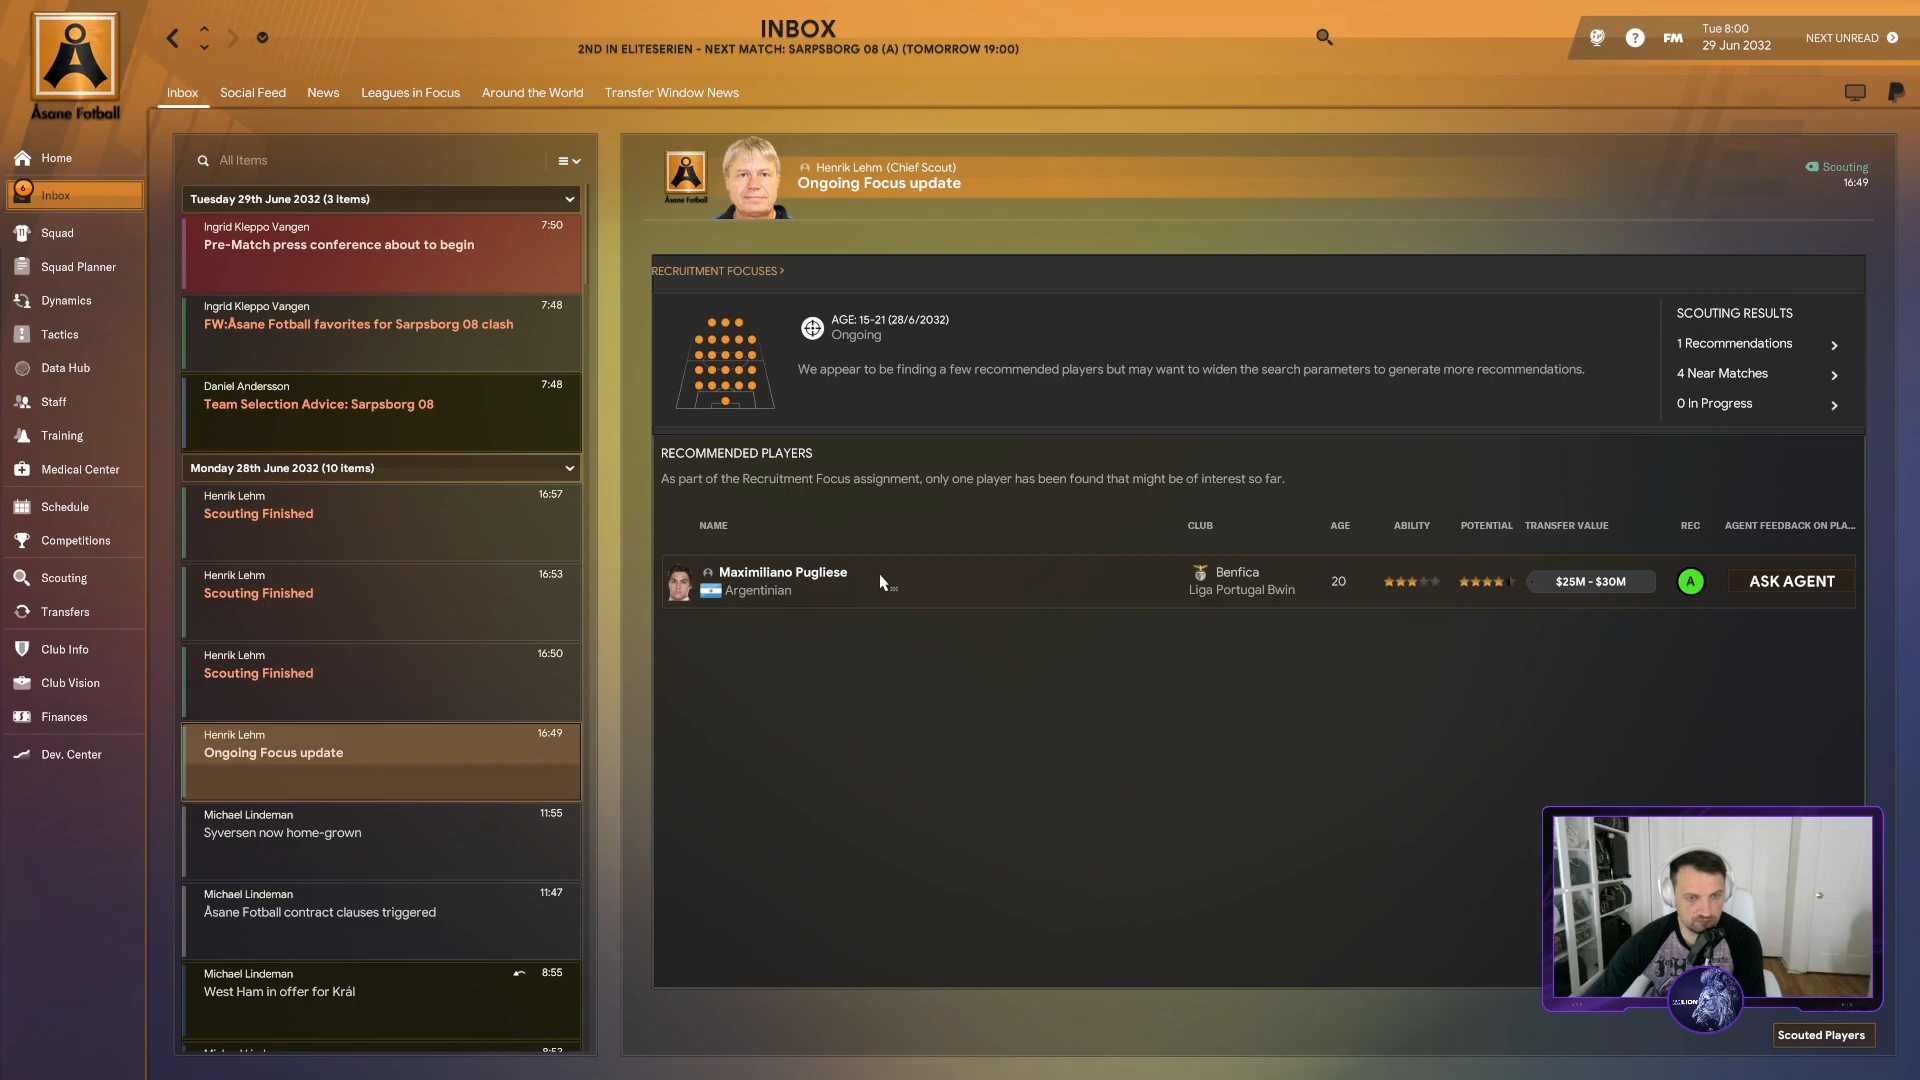 INBOX
2ND IN ELITESERIEN - NEXT MATCH: SARPSBORG 08 (A) (TOMORROW 19:00)
FM
Tue 8:00
29 Jun 2032
NEXT UNREAD
Åsane Fotball
Inbox
Social Feed
News
Leagues in Focus
Around the World
Transfer Window News
Home
6
Inbox
Squad
Squad Planner
Dynamics
Tactics
Data Hub
Staff
Training
Medical Center
Schedule
Competitions
Scouting
Transfers
Club Info
Club Vision
Finances
Dev. Center
All Items
Tuesday 29th June 2032 (3 items)
Ingrid Kleppo Vangen 7:50
Pre-Match press conference about to begin
Ingrid Kleppo Vangen 7:48
FW:Åsane Fotball favorites for Sarpsborg 08 clash
Daniel Andersson 7:48
Team Selection Advice: Sarpsborg 08
Monday 28th June 2032 (10 items)
Henrik Lehm 16:57
Scouting Finished
Henrik Lehm 16:53
Scouting Finished
Henrik Lehm 16:50
Scouting Finished
Henrik Lehm 16:49
Ongoing Focus update
Michael Lindeman 11:55
Syversen now home-grown
Michael Lindeman 11:47
Åsane Fotball contract clauses triggered
Michael Lindeman 8:55
West Ham in offer for Král
Åsane Fotball
Henrik Lehm (Chief Scout)
Ongoing Focus update
Scouting
16:49
RECRUITMENT FOCUSES >
AGE: 15-21 (28/6/2032)
Ongoing
We appear to be finding a few recommended players but may want to widen the search parameters to generate more recommendations.
SCOUTING RESULTS
1 Recommendations
4 Near Matches
0 In Progress
RECOMMENDED PLAYERS
As part of the Recruitment Focus assignment, only one player has been found that might be of interest so far.
NAME CLUB AGE ABILITY POTENTIAL TRANSFER VALUE REC AGENT FEEDBACK ON PLA...
Maximiliano Pugliese
Argentinian
Benfica
Liga Portugal Bwin
20
$25M - $30M
A
ASK AGENT
Scouted Players